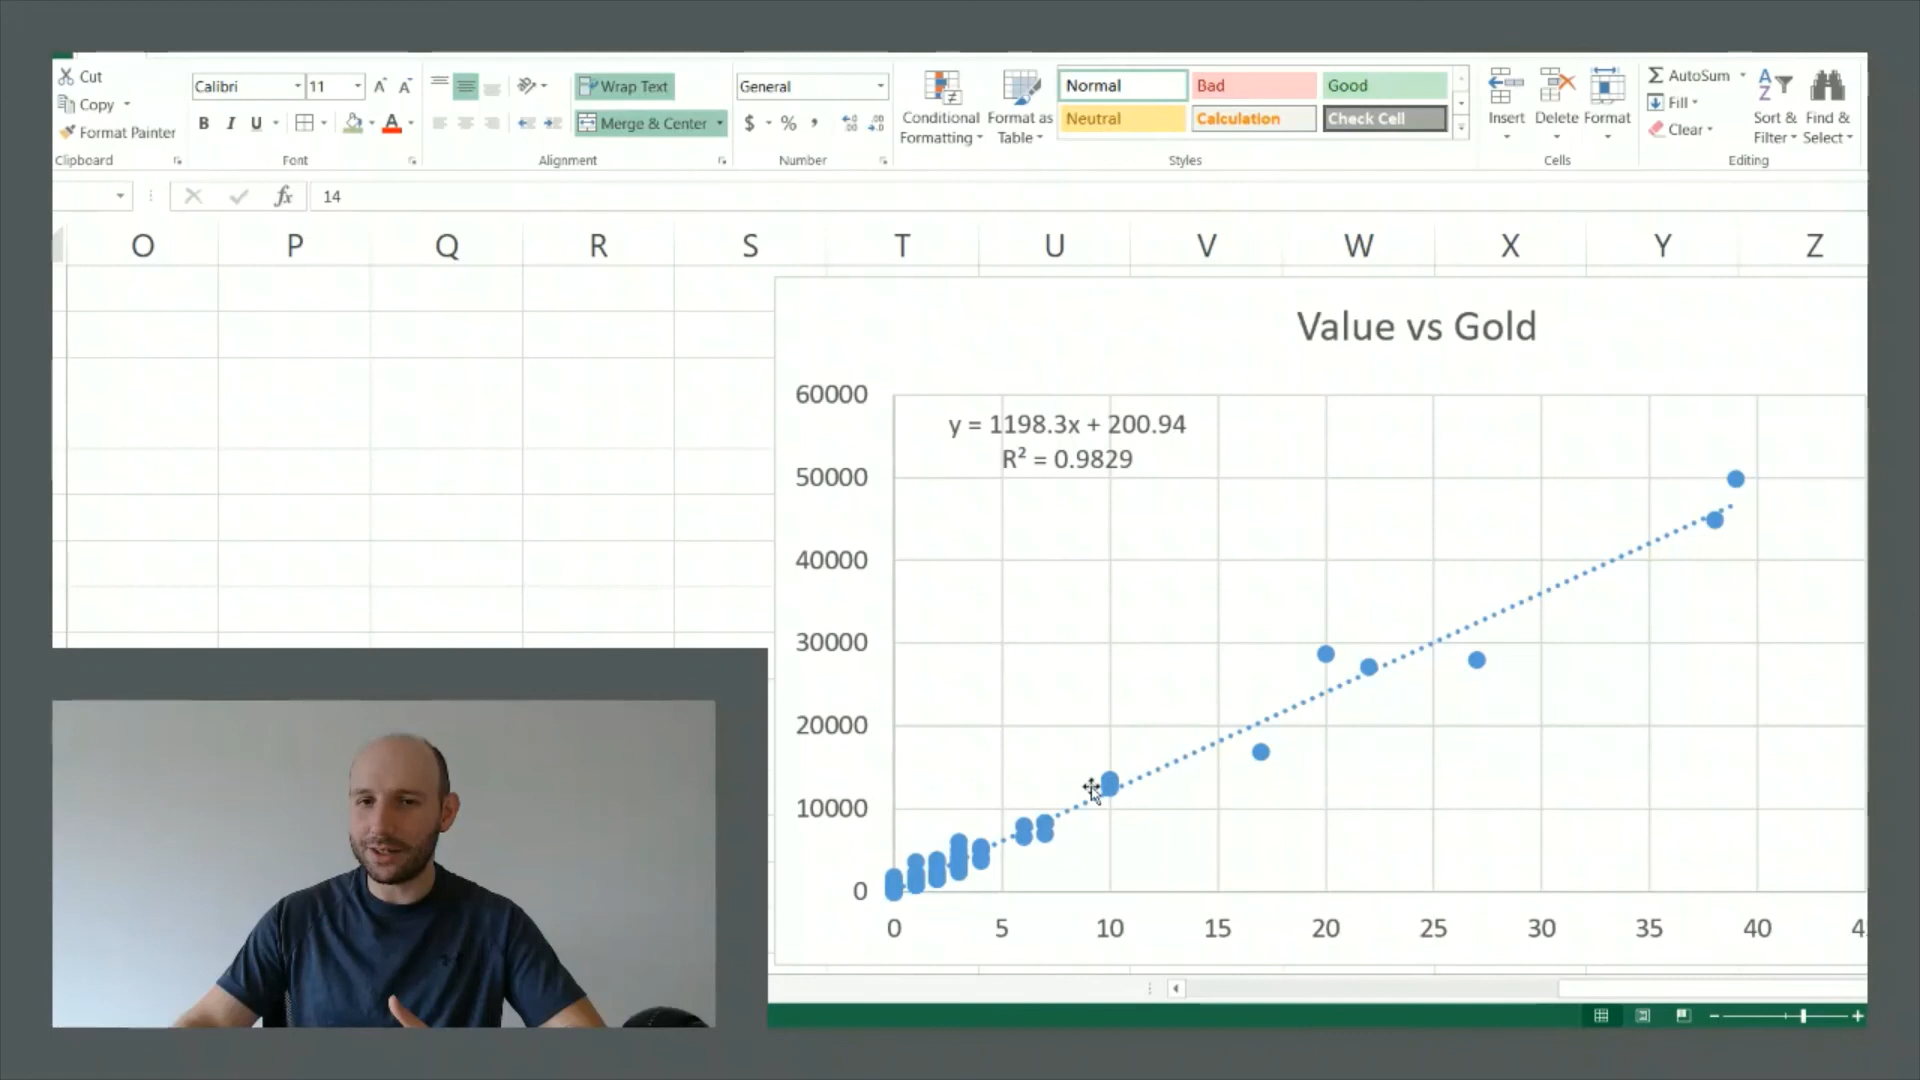 Cut
Copy
Format Painter
Clipboard
Calibri 11 A A
B I U A
Font
Wrap Text
Merge & Center
Alignment
General
$ % ,
Number
Conditional Formatting
Format as Table
Normal Bad Good
Neutral Calculation Check Cell
Styles
Insert Delete Format
Cells
AutoSum
Fill
Clear
Sort & Filter
Find & Select
Editing
fx 14
O P Q R S T U V W X Y Z
Value vs Gold
y = 1198.3x + 200.94
R² = 0.9829
60000
50000
40000
30000
20000
10000
0
0 5 10 15 20 25 30 35 40